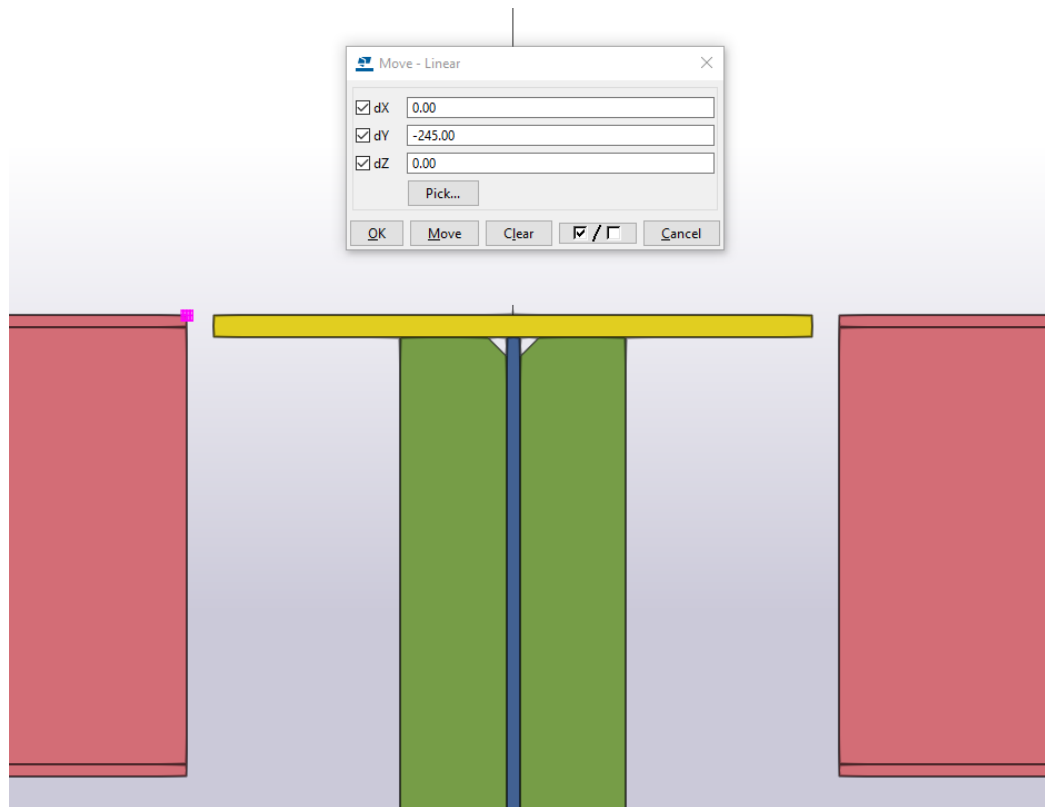 Move - Linear
dX 0.00
dY -245.00
dZ 0.00
Pick...
OK Move Clear / Cancel